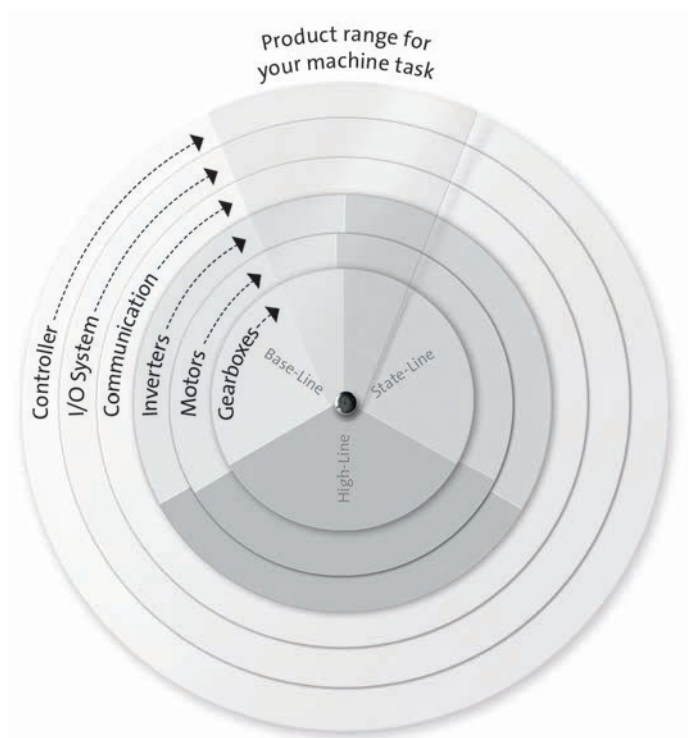 Product range for
your machine task
Controller
I/O System
Communication
Inverters
Motors
Gearboxes
Base-Line
State-Line
High-Line